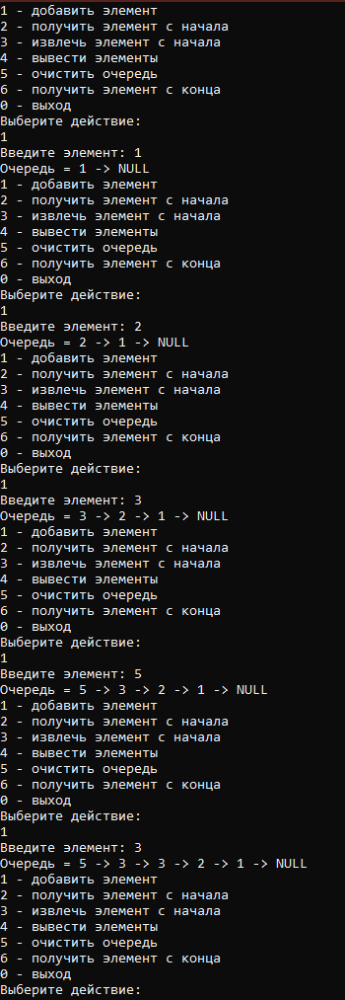 1 - добавить элемент
2 - получить элемент с начала
3 - извлечь элемент с начала
4 - вывести элементы
5 - очистить очередь
6 - получить элемент с конца
0 - выход
Выберите действие:
1
Введите элемент: 1
Очередь = 1 -> NULL
1 - добавить элемент
2 - получить элемент с начала
3 - извлечь элемент с начала
4 - вывести элементы
5 - очистить очередь
6 - получить элемент с конца
0 - выход
Выберите действие:
1
Введите элемент: 2
Очередь = 2 -> 1 -> NULL
1 - добавить элемент
2 - получить элемент с начала
3 - извлечь элемент с начала
4 - вывести элементы
5 - очистить очередь
6 - получить элемент с конца
0 - выход
Выберите действие:
1
Введите элемент: 3
Очередь = 3 -> 2 -> 1 -> NULL
1 - добавить элемент
2 - получить элемент с начала
3 - извлечь элемент с начала
4 - вывести элементы
5 - очистить очередь
6 - получить элемент с конца
0 - выход
Выберите действие:
1
Введите элемент: 5
Очередь = 5 -> 3 -> 2 -> 1 -> NULL
1 - добавить элемент
2 - получить элемент с начала
3 - извлечь элемент с начала
4 - вывести элементы
5 - очистить очередь
6 - получить элемент с конца
0 - выход
Выберите действие:
1
Введите элемент: 3
Очередь = 5 -> 3 -> 3 -> 2 -> 1 -> NULL
1 - добавить элемент
2 - получить элемент с начала
3 - извлечь элемент с начала
4 - вывести элементы
5 - очистить очередь
6 - получить элемент с конца
0 - выход
Выберите действие: